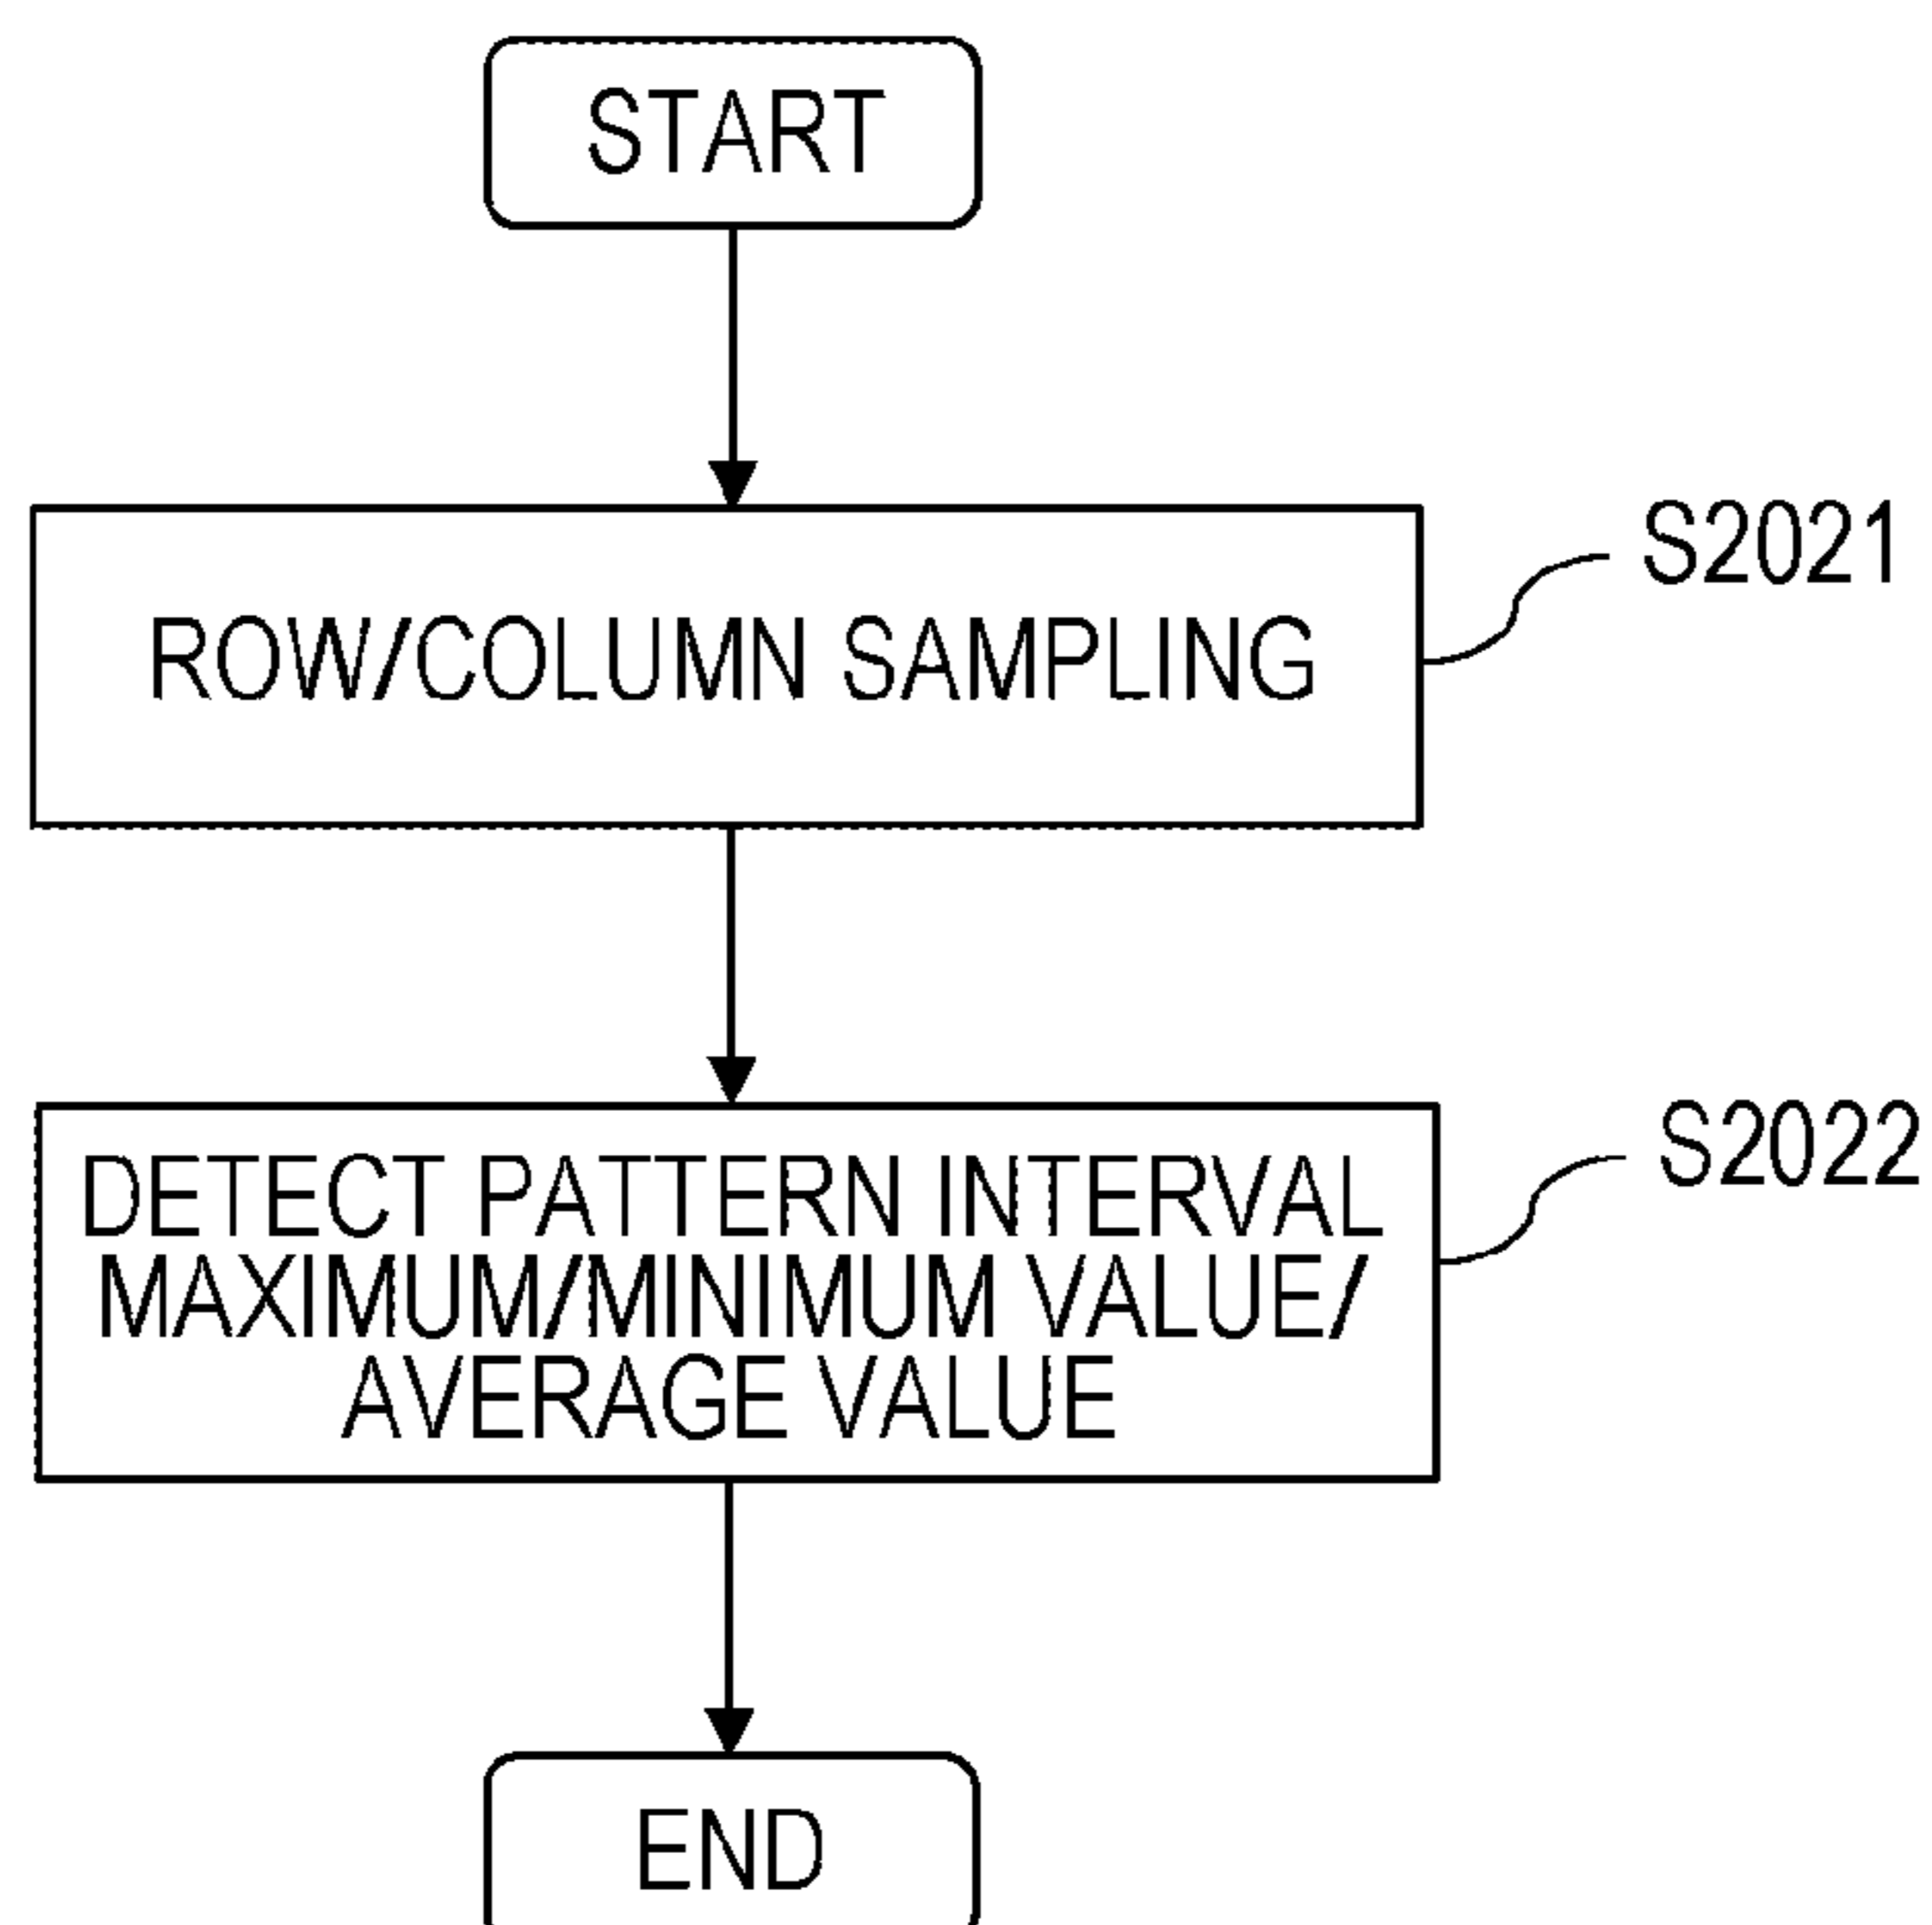 START
ROW/COLUMN SAMPLING
S2021
DETECT PATTERN INTERVAL
MAXIMUM/MINIMUM VALUE/
AVERAGE VALUE
S2022
END